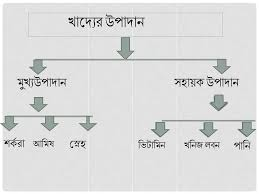 খাদ্যের উপাদান
মুখ্যউপাদান সহায়ক উপাদান
শর্করা আমিষ স্নেহ ভিটামিন খনিজ লবন পানি